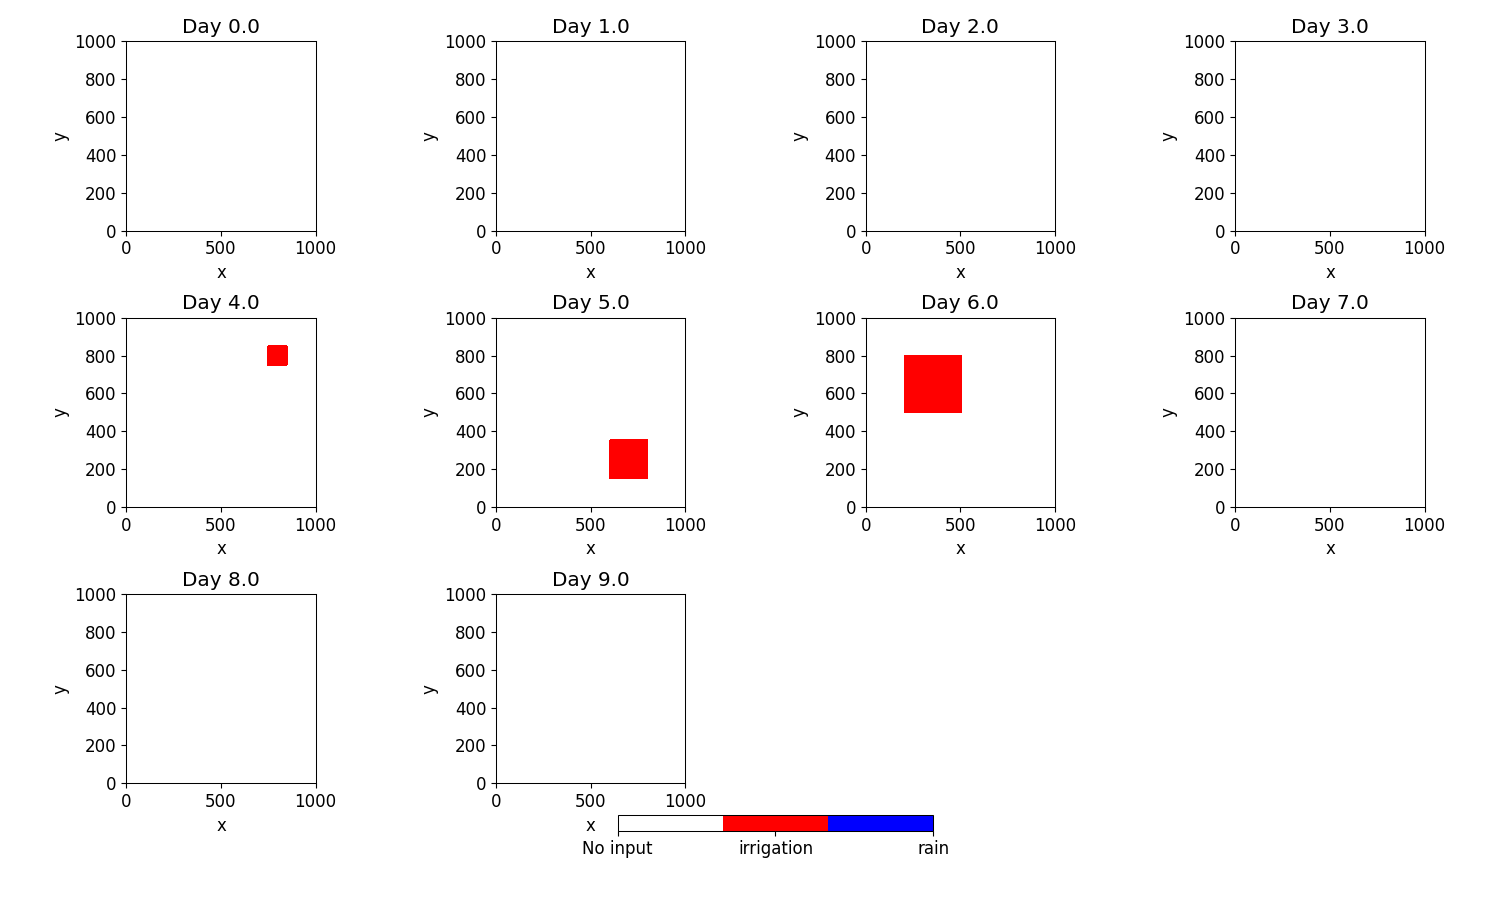 Day 0.0 Day 1.0 Day 2.0 Day 3.0
1000 1000 1000 1000
800 800 800 800
600 600 600 600
y y y y
400 400 400 400
200 200 200 200
0 0 0 0
0 500 1000 0 500 1000 0 500 1000 0 500 1000
x x x x
Day 4.0 Day 5.0 Day 6.0 Day 7.0
1000 1000 1000 1000
800 800 800 800
600 600 600 600
y y y y
400 400 400 400
200 200 200 200
0 0 0 0
0 500 1000 0 500 1000 0 500 1000 0 500 1000
x x x x
Day 8.0 Day 9.0
1000 1000
800 800
600 600
y y
400 400
200 200
0 0
0 500 1000 0 500 1000
x x
No input irrigation rain